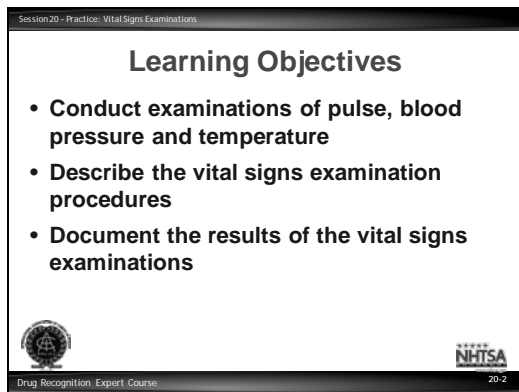 Session 20 - Practice: Vital Signs Examinations
Learning Objectives
• Conduct examinations of pulse, blood
pressure and temperature
• Describe the vital signs examination
procedures
• Document the results of the vital signs
examinations
NHTSA
Drug Recognition Expert Course
20-2